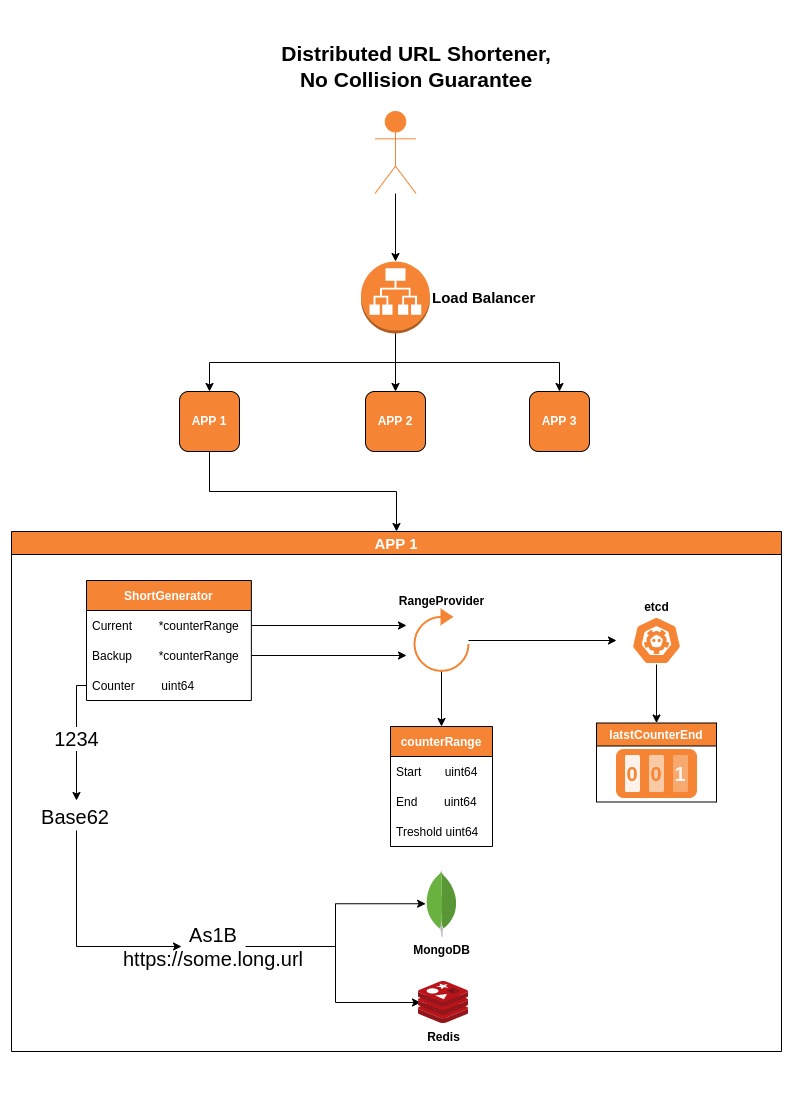 Distributed URL Shortener,
No Collision Guarantee
Load Balancer
APP 1
APP 2
APP 3
APP 1
ShortGenerator
Current *counterRange
Backup *counterRange
Counter uint64
RangeProvider
etcd
1234
counterRange
Start uint64
End uint64
Treshold uint64
latstCounterEnd
0 0 1
Base62
As1B
https://some.long.url
MongoDB
Redis